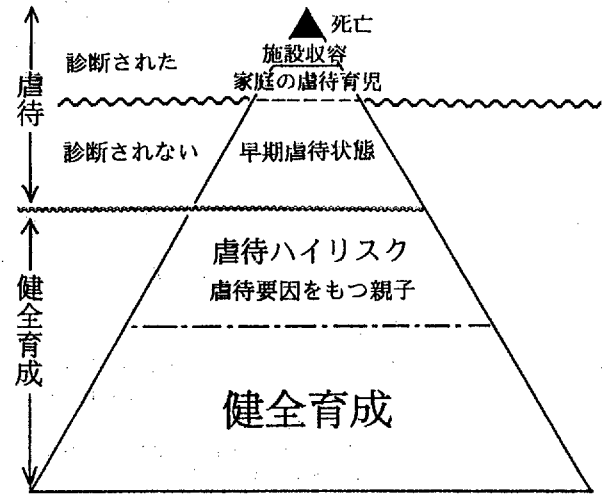 死亡
施設収容
診断された
家庭の虐待育児
虐待
診断されない
早期虐待状態
虐待ハイリスク
虐待要因をもつ親子
健全育成
健全育成